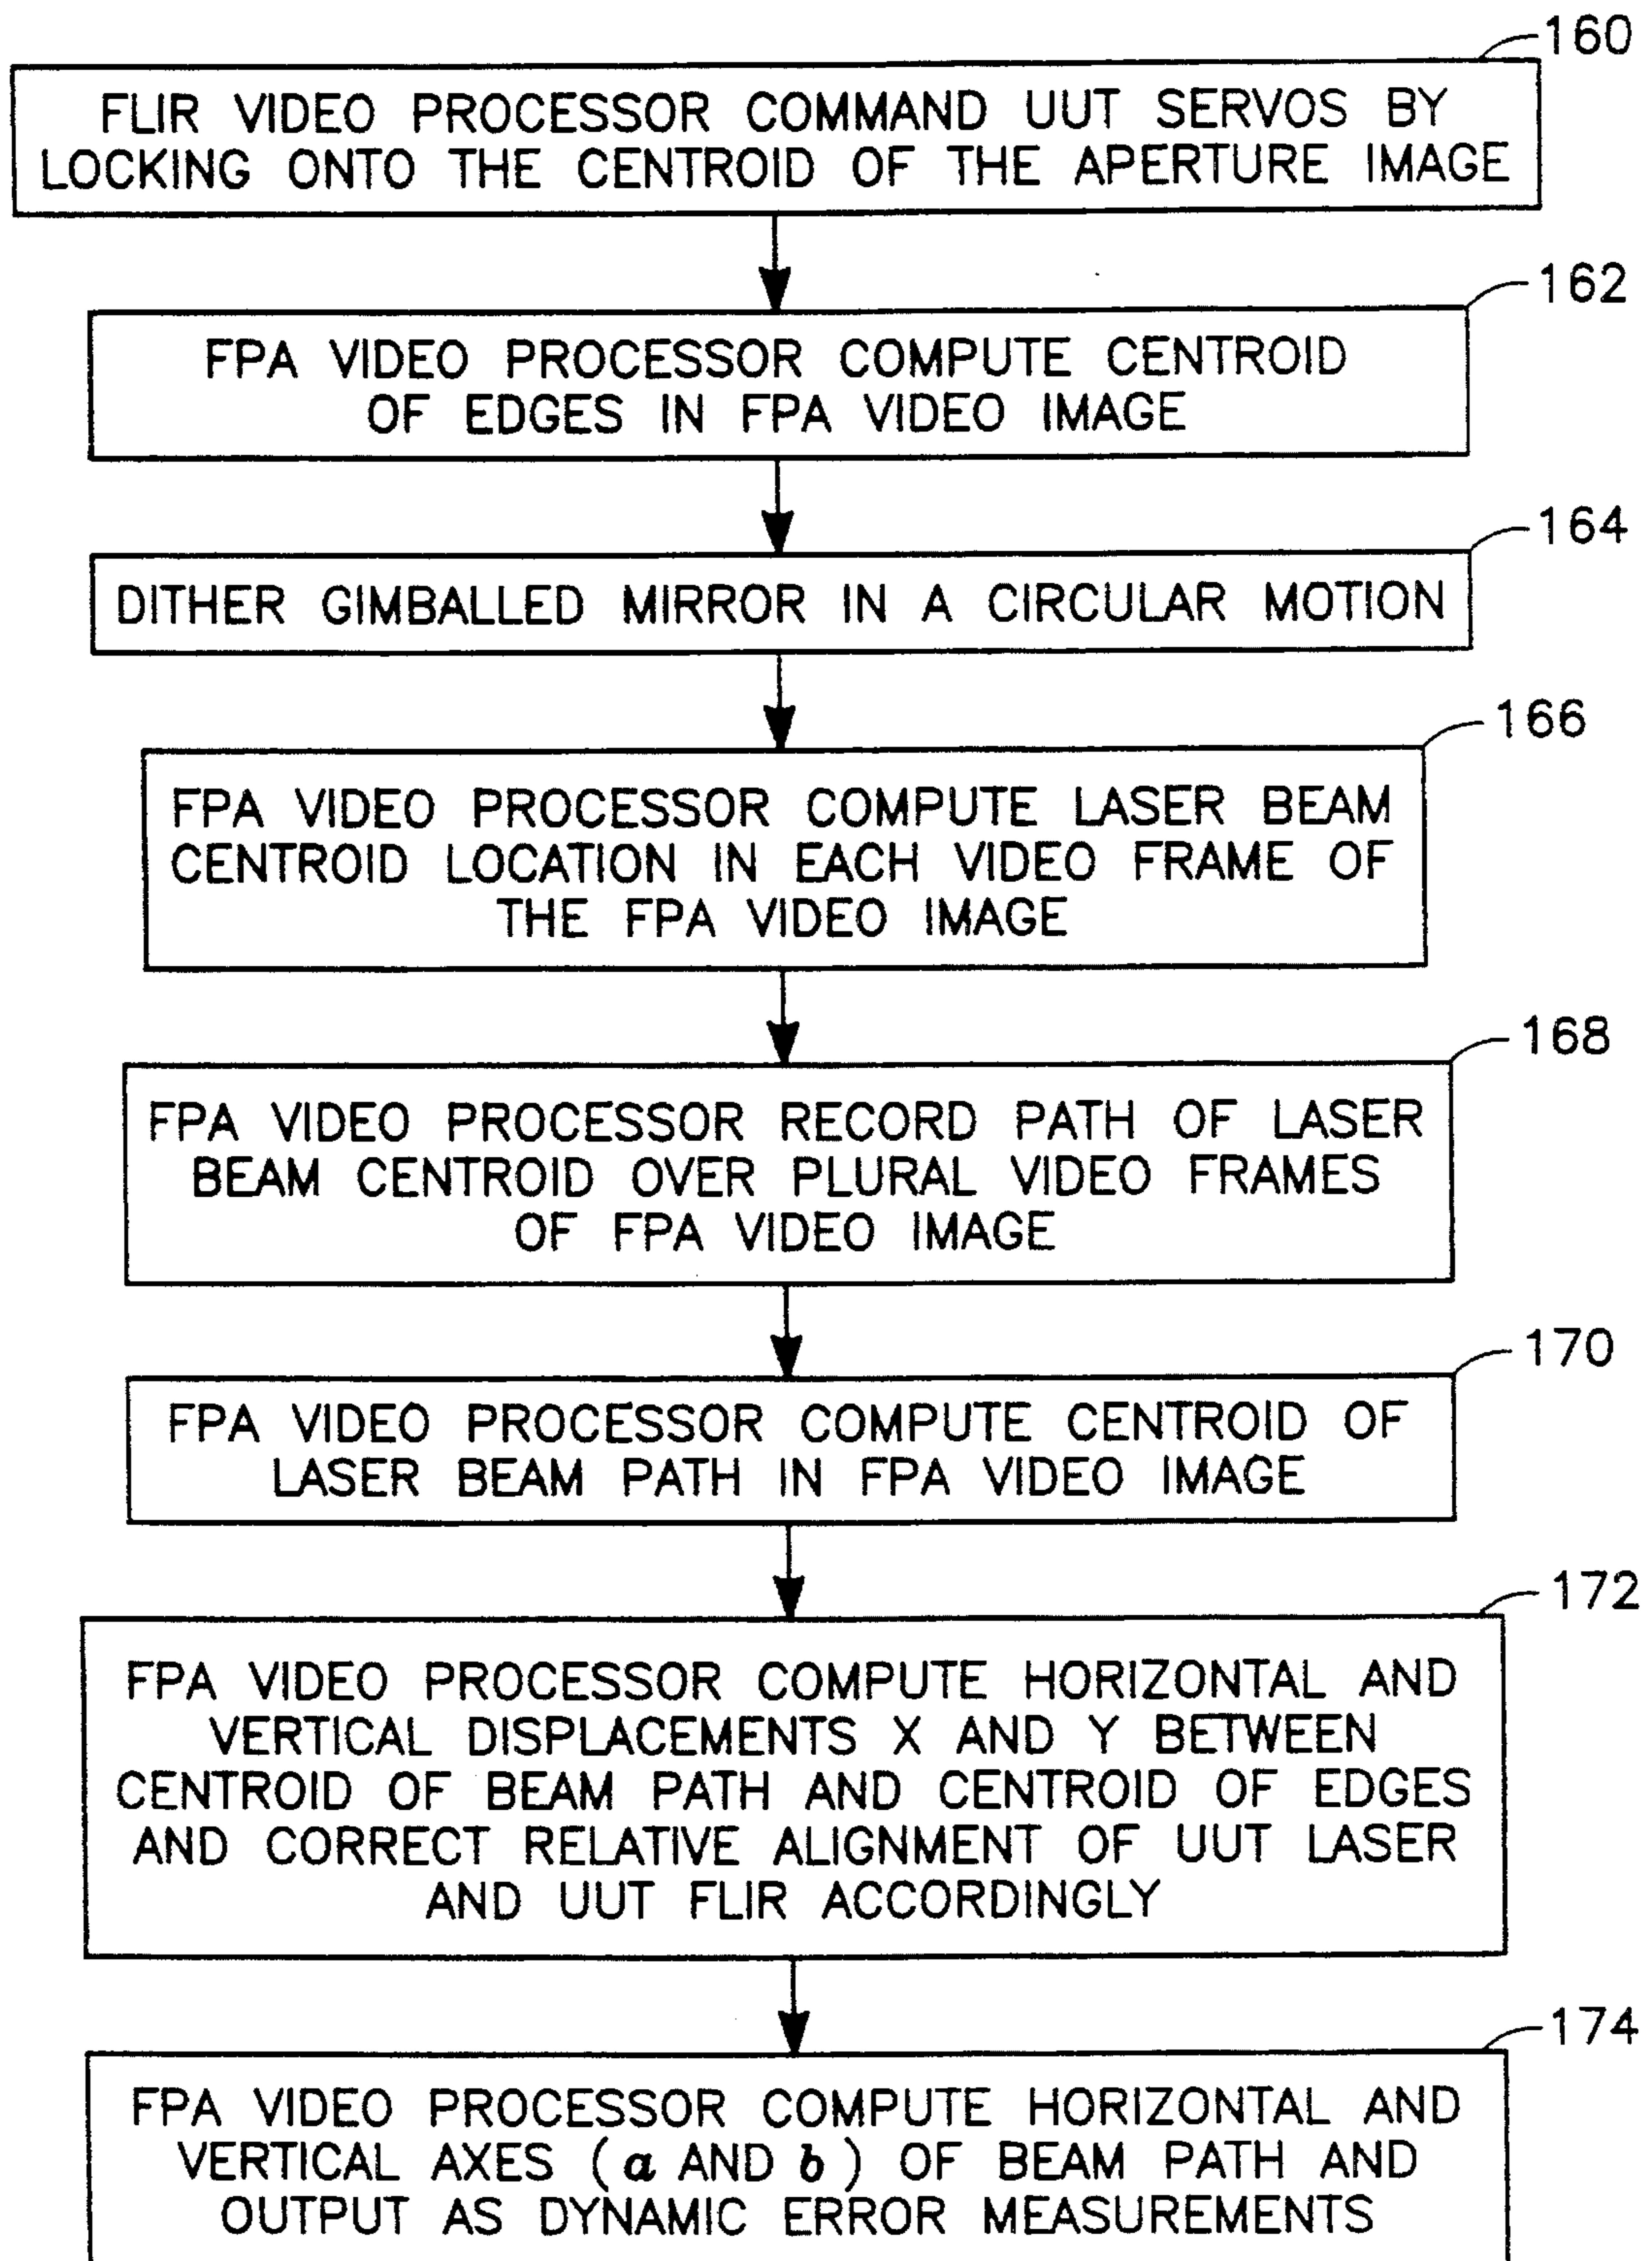 160
FLIR VIDEO PROCESSOR COMMAND UUT SERVOS BY
LOCKING ONTO THE CENTROID OF THE APERTURE IMAGE
162
FPA VIDEO PROCESSOR COMPUTE CENTROID
OF EDGES IN FPA VIDEO IMAGE
164
DITHER GIMBALLED MIRROR IN A CIRCULAR MOTION
166
FPA VIDEO PROCESSOR COMPUTE LASER BEAM
CENTROID LOCATION IN EACH VIDEO FRAME OF
THE FPA VIDEO IMAGE
168
FPA VIDEO PROCESSOR RECORD PATH OF LASER
BEAM CENTROID OVER PLURAL VIDEO FRAMES
OF FPA VIDEO IMAGE
170
FPA VIDEO PROCESSOR COMPUTE CENTROID OF
LASER BEAM PATH IN FPA VIDEO IMAGE
172
FPA VIDEO PROCESSOR COMPUTE HORIZONTAL AND
VERTICAL DISPLACEMENTS X AND Y BETWEEN
CENTROID OF BEAM PATH AND CENTROID OF EDGES
AND CORRECT RELATIVE ALIGNMENT OF UUT LASER
AND UUT FLIR ACCORDINGLY
174
FPA VIDEO PROCESSOR COMPUTE HORIZONTAL AND
VERTICAL AXES (a AND b) OF BEAM PATH AND
OUTPUT AS DYNAMIC ERROR MEASUREMENTS